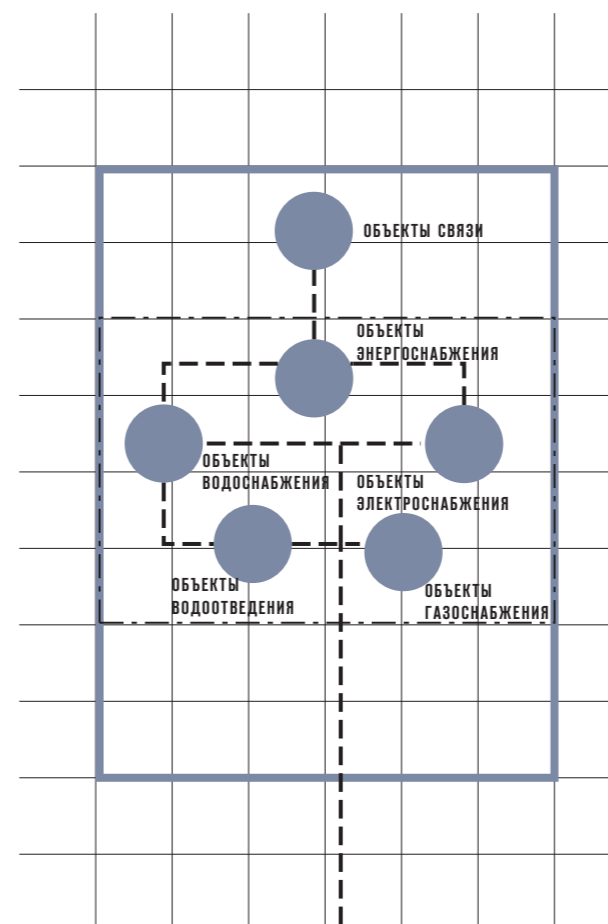 ОБЪЕКТЫ СВЯЗИ
ОБЪЕКТЫ
ЭНЕРГОСНАБЖЕНИЯ
ОБЪЕКТЫ
ВОДОСНАБЖЕНИЯ
ОБЪЕКТЫ
ЭЛЕКТРОСНАБЖЕНИЯ
ОБЪЕКТЫ
ВОДООТВЕДЕНИЯ
ОБЪЕКТЫ
ГАЗОСНАБЖЕНИЯ